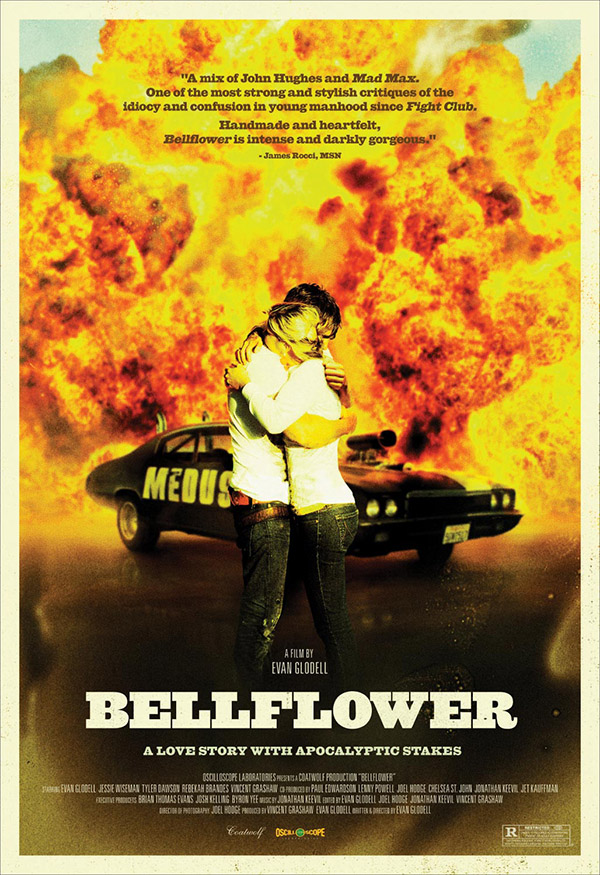 "A mix of John Hughes and Mad Max.
One of the most strong and stylish critiques of the
idiocy and confusion in young manhood since Fight Club.
Handmade and heartfelt,
Bellflower is intense and darkly gorgeous."
- James Rocci, MSN
MEDUS
A FILM BY
EVAN GLODELL
BELLFLOWER
A LOVE STORY WITH APOCALYPTIC STAKES
OSCILLOSCOPE LABORATORIES PRESENTS A COATWOLF PRODUCTION "BELLFLOWER"
STARRING EVAN GLODELL JESSIE WISEMAN TYLER DAWSON REBEKAH BRANDES VINCENT GRASHAW CO-PRODUCED BY PAUL EDWARDSON LENNY POWELL JOEL HODGE CHELSEA ST. JOHN JONATHAN KEEVIL JET KAUFFMAN
EXECUTIVE PRODUCERS BRIAN THOMAS EVANS JOSH KELLING BYRON YEE MUSIC BY JONATHAN KEEVIL EDITED BY EVAN GLODELL JOEL HODGE JONATHAN KEEVIL VINCENT GRASHAW
DIRECTOR OF PHOTOGRAPHY JOEL HODGE PRODUCED BY VINCENT GRASHAW EVAN GLODELL WRITTEN & DIRECTED BY EVAN GLODELL
Coatwolf OSCILLOSCOPE
R RESTRICTED